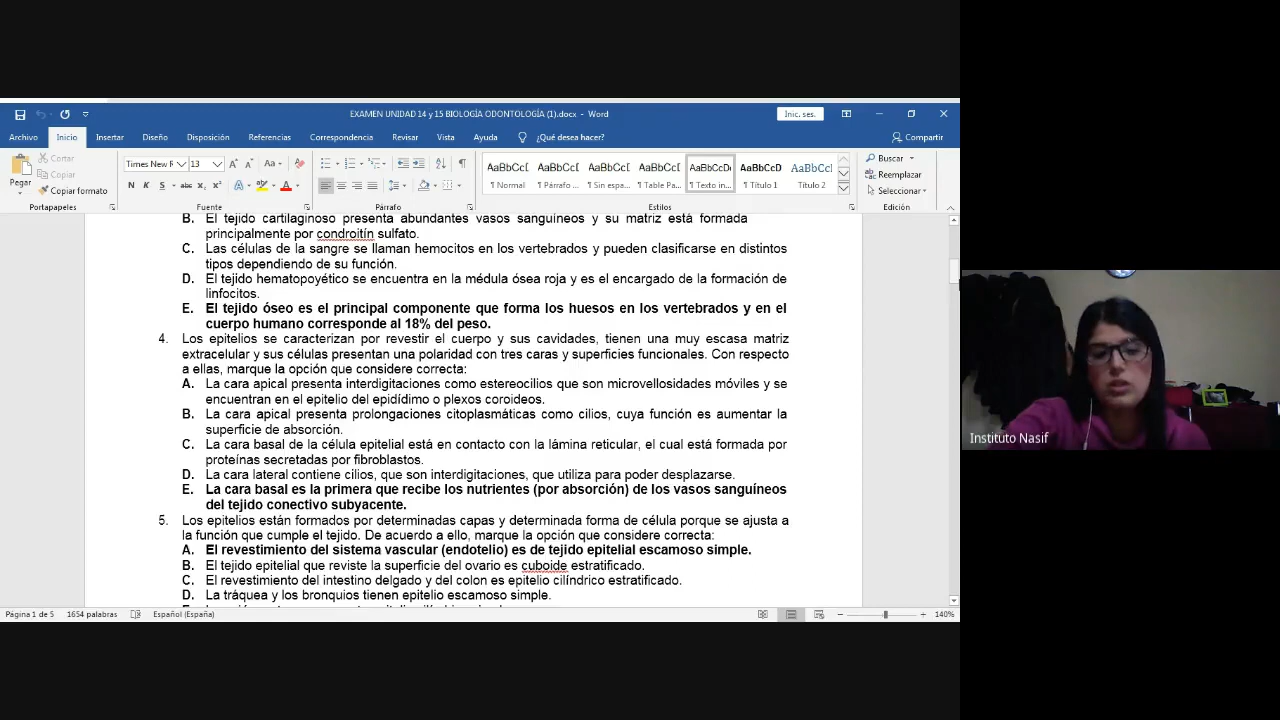 EXAMEN UNIDAD 14 y 15 BIOLOGÍA ODONTOLOGÍA (1).docx - Word
Inic. ses.
Archivo Inicio Insertar Diseño Disposición Referencias Correspondencia Revisar Vista Ayuda ¿Qué desea hacer? Compartir
Pegar
Cortar
Copiar
Copiar formato
Portapapeles
Times New R 13
N K S abc x₂ x²
Fuente
Párrafo
AaBbCcD AaBbCcD AaBbCcD AaBbCcD AaBbCcD AaBbCcD AaBbCcI
¶ Normal ¶ Párrafo ... ¶ Sin espa... ¶ Table Pa... ¶ Texto in... ¶ Título 1 Título 2
Estilos
Buscar
Reemplazar
Seleccionar
Edición
B. El tejido cartilaginoso presenta abundantes vasos sanguíneos y su matriz está formada
principalmente por condroitín sulfato.
C. Las células de la sangre se llaman hemocitos en los vertebrados y pueden clasificarse en distintos
tipos dependiendo de su función.
D. El tejido hematopoyético se encuentra en la médula ósea roja y es el encargado de la formación de
linfocitos.
E. El tejido óseo es el principal componente que forma los huesos en los vertebrados y en el
cuerpo humano corresponde al 18% del peso.
4. Los epitelios se caracterizan por revestir el cuerpo y sus cavidades, tienen una muy escasa matriz
extracelular y sus células presentan una polaridad con tres caras y superficies funcionales. Con respecto
a ellas, marque la opción que considere correcta:
A. La cara apical presenta interdigitaciones como estereocilios que son microvellosidades móviles y se
encuentran en el epitelio del epidídimo o plexos coroideos.
B. La cara apical presenta prolongaciones citoplasmáticas como cilios, cuya función es aumentar la
superficie de absorción.
C. La cara basal de la célula epitelial está en contacto con la lámina reticular, el cual está formada por
proteínas secretadas por fibroblastos.
D. La cara lateral contiene cilios, que son interdigitaciones, que utiliza para poder desplazarse.
E. La cara basal es la primera que recibe los nutrientes (por absorción) de los vasos sanguíneos
del tejido conectivo subyacente.
5. Los epitelios están formados por determinadas capas y determinada forma de célula porque se ajusta a
la función que cumple el tejido. De acuerdo a ello, marque la opción que considere correcta:
A. El revestimiento del sistema vascular (endotelio) es de tejido epitelial escamoso simple.
B. El tejido epitelial que reviste la superficie del ovario es cuboide estratificado.
C. El revestimiento del intestino delgado y del colon es epitelio cilíndrico estratificado.
D. La tráquea y los bronquios tienen epitelio escamoso simple.
Página 1 de 5 1654 palabras Español (España) 140%
Instituto Nasif